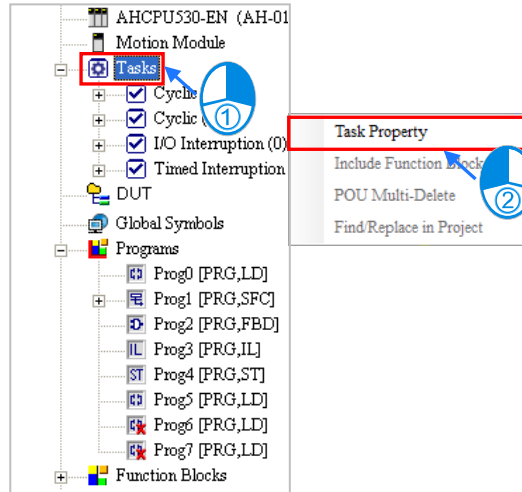 AHCPU530-EN (AH-01
Motion Module
Tasks
①
Cyclic
Cyclic (
I/O Interruption (0)
Timed Interruption
Task Property
Include Function Block
②
POU Multi-Delete
Find/Replace in Project
DUT
Global Symbols
Programs
Prog0 [PRG,LD]
Prog1 [PRG,SFC]
Prog2 [PRG,FBD]
IL Prog3 [PRG,IL]
ST Prog4 [PRG,ST]
Prog5 [PRG,LD]
Prog6 [PRG,LD]
Prog7 [PRG,LD]
Function Blocks